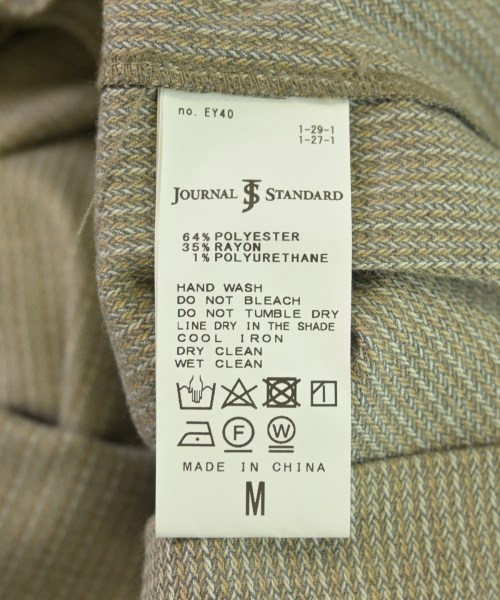 no. EY40
1-29-1
1-27-1
JOURNAL JS STANDARD
64% POLYESTER
35% RAYON
1% POLYURETHANE
HAND WASH
DO NOT BLEACH
DO NOT TUMBLE DRY
LINE DRY IN THE SHADE
COOL IRON
DRY CLEAN
WET CLEAN
F W
MADE IN CHINA
M